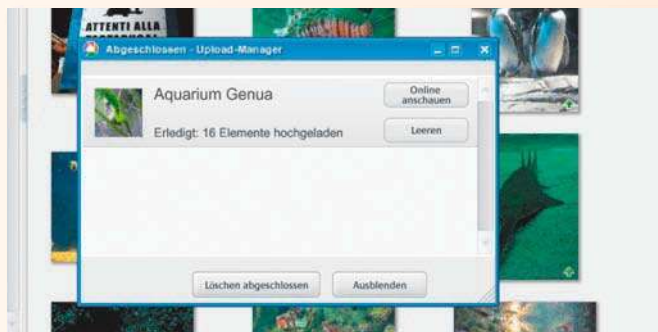 ATTENTI ALLA
Abgeschlossen - Upload-Manager
Aquarium Genua
Online
anschauen
Erledigt: 16 Elemente hochgeladen
Leeren
Löschen abgeschlossen
Ausblenden